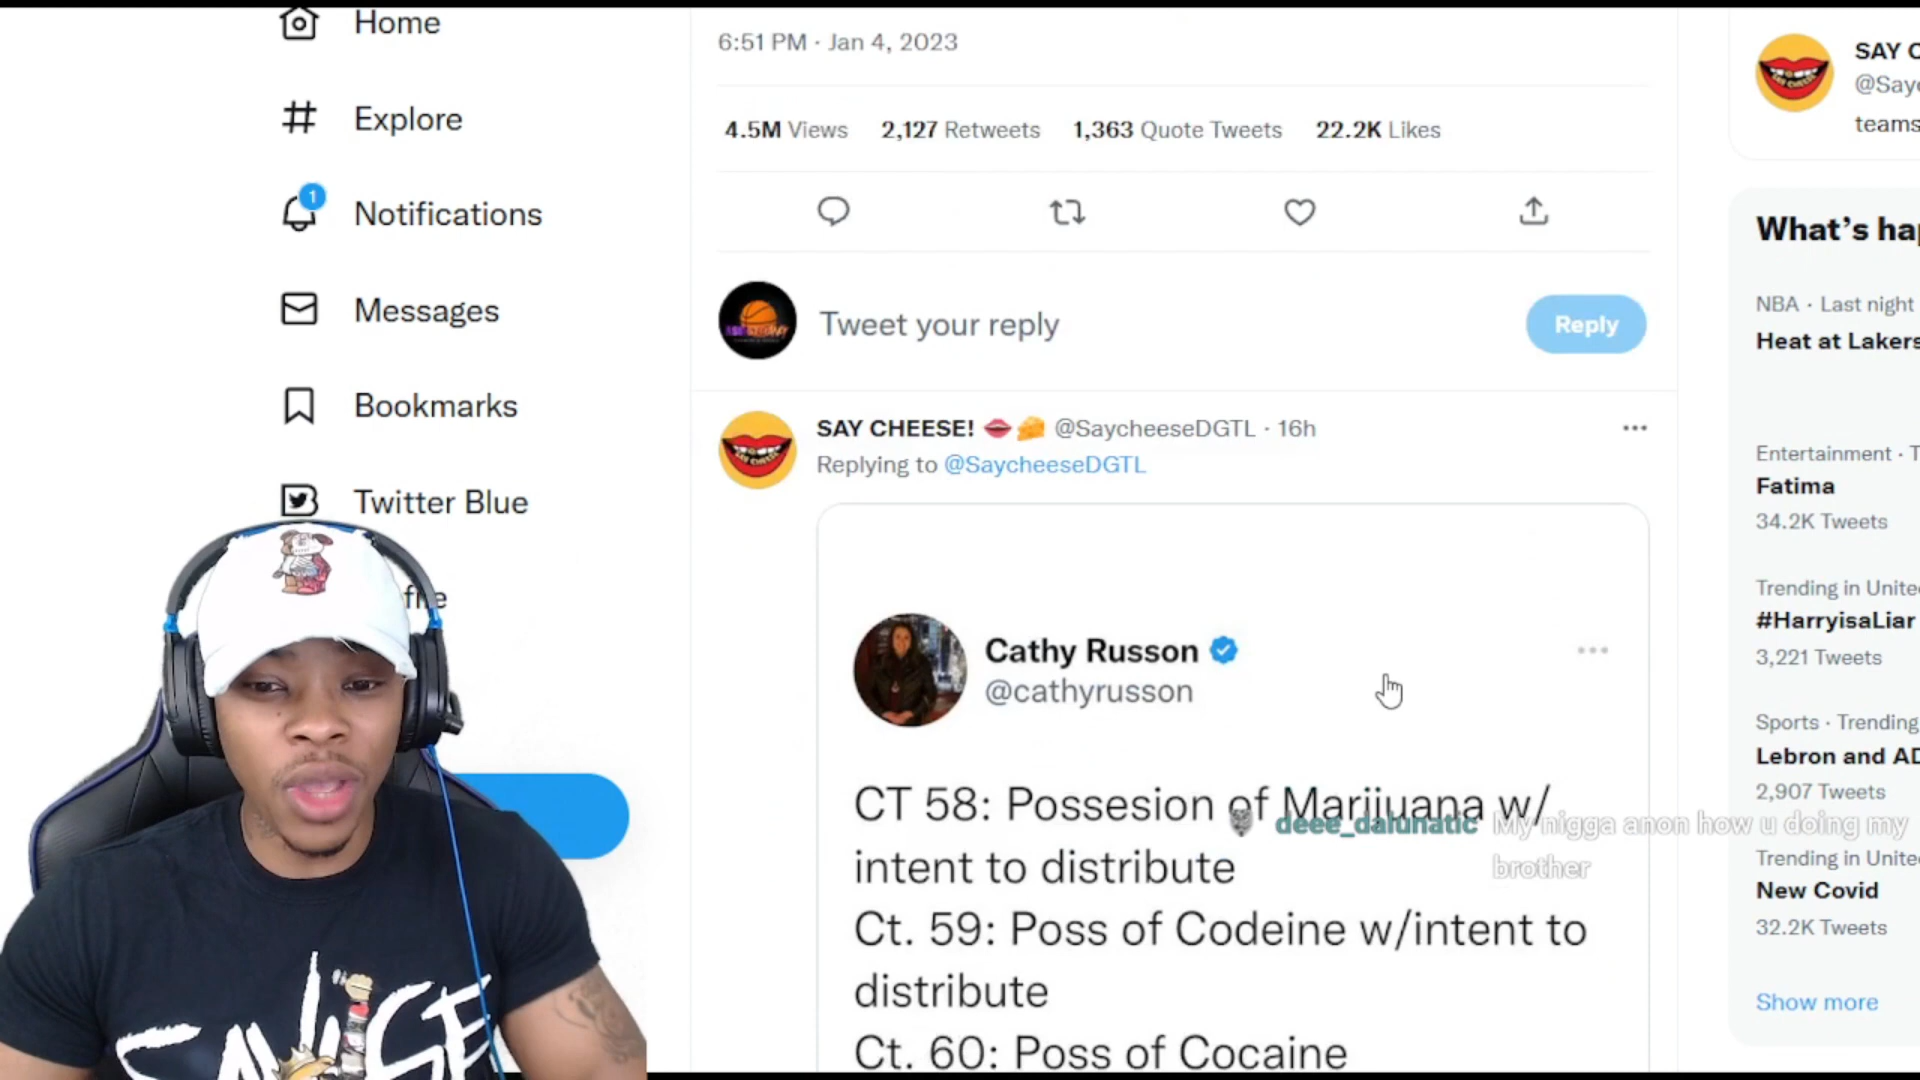 Home
Explore
1
Notifications
Messages
Bookmarks
Twitter Blue
file
6:51 PM · Jan 4, 2023
4.5M Views 2,127 Retweets 1,363 Quote Tweets 22.2K Likes
Tweet your reply
Reply
SAY CHEESE! 👄🧀 @SaycheeseDGTL · 16h
Replying to @SaycheeseDGTL
Cathy Russon
@cathyrusson
CT 58: Possesion of Marijuana w/
intent to distribute
Ct. 59: Poss of Codeine w/intent to
distribute
Ct. 60: Poss of Cocaine
deee_dalunatic My nigga anon how u doing my
brother
SAY C
@Sayc
teams
What's hap
NBA · Last night
Heat at Lakers
Entertainment · T
Fatima
34.2K Tweets
Trending in Unite
#HarryisaLiar
3,221 Tweets
Sports · Trending
Lebron and AD
2,907 Tweets
Trending in Unite
New Covid
32.2K Tweets
Show more
SAVAGE